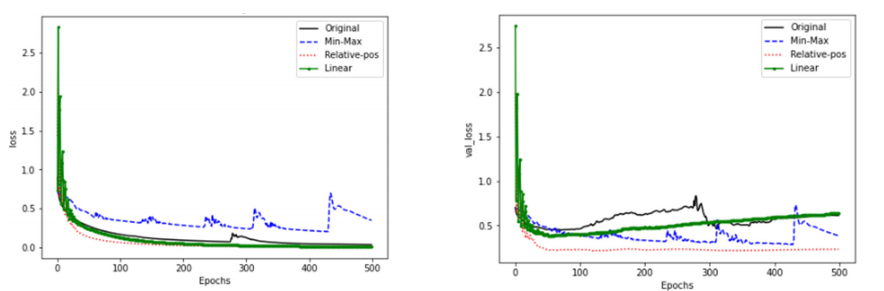 loss
2.5
2.0
1.5
1.0
0.5
0.0
0
100
200
300
400
500
Epochs
Original
Min-Max
Relative-pos
Linear
val_loss
2.5
2.0
1.5
1.0
0.5
0
100
200
300
400
500
Epochs
Original
Min-Max
Relative-pos
Linear